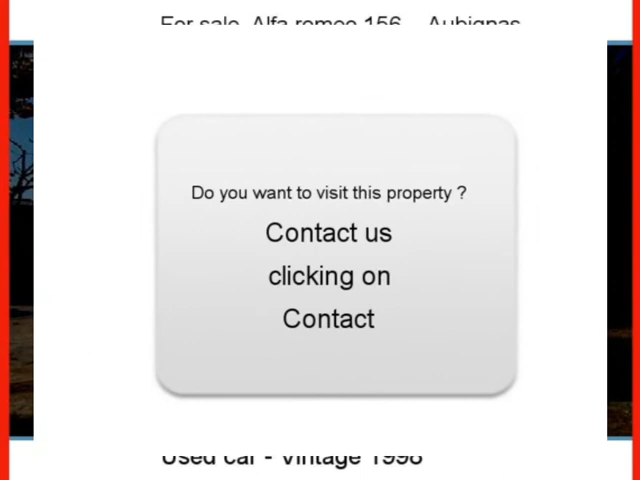 For sale Alfa romeo 156 - Aubignas
Do you want to visit this property ?
Contact us
clicking on
Contact
Used car - Vintage 1998